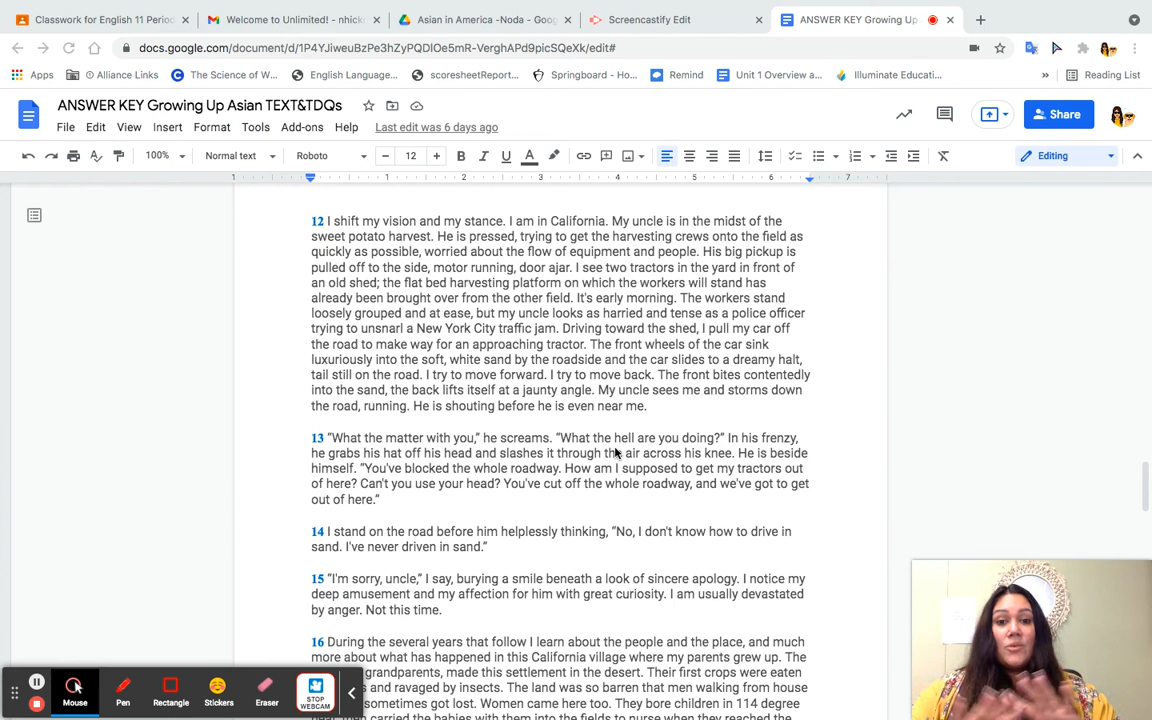 Classwork for English 11 Period
Welcome to Unlimited! - nhick
Asian in America -Noda - Goog
Screencastify Edit
ANSWER KEY Growing Up
docs.google.com/document/d/1P4YJiweuBzPe3hZyPQDIOe5mR-VerghAPd9picSQeXk/edit#
Apps
Alliance Links
The Science of W...
English Language...
scoresheetReport...
Springboard - Ho...
Remind
Unit 1 Overview a...
Illuminate Educati...
»
Reading List
ANSWER KEY Growing Up Asian TEXT&TDQs
File Edit View Insert Format Tools Add-ons Help Last edit was 6 days ago
Share
100% Normal text Roboto − 12 + B I U A Editing
1 1 2 3 4 5 6 7
12 I shift my vision and my stance. I am in California. My uncle is in the midst of the
sweet potato harvest. He is pressed, trying to get the harvesting crews onto the field as
quickly as possible, worried about the flow of equipment and people. His big pickup is
pulled off to the side, motor running, door ajar. I see two tractors in the yard in front of
an old shed; the flat bed harvesting platform on which the workers will stand has
already been brought over from the other field. It's early morning. The workers stand
loosely grouped and at ease, but my uncle looks as harried and tense as a police officer
trying to unsnarl a New York City traffic jam. Driving toward the shed, I pull my car off
the road to make way for an approaching tractor. The front wheels of the car sink
luxuriously into the soft, white sand by the roadside and the car slides to a dreamy halt,
tail still on the road. I try to move forward. I try to move back. The front bites contentedly
into the sand, the back lifts itself at a jaunty angle. My uncle sees me and storms down
the road, running. He is shouting before he is even near me.
13 “What the matter with you,” he screams. “What the hell are you doing?” In his frenzy,
he grabs his hat off his head and slashes it through the air across his knee. He is beside
himself. “You've blocked the whole roadway. How am I supposed to get my tractors out
of here? Can't you use your head? You've cut off the whole roadway, and we've got to get
out of here.”
14 I stand on the road before him helplessly thinking, “No, I don't know how to drive in
sand. I've never driven in sand.”
15 “I'm sorry, uncle,” I say, burying a smile beneath a look of sincere apology. I notice my
deep amusement and my affection for him with great curiosity. I am usually devastated
by anger. Not this time.
16 During the several years that follow I learn about the people and the place, and much
more about what has happened in this California village where my parents grew up. The
grandparents, made this settlement in the desert. Their first crops were eaten
s and ravaged by insects. The land was so barren that men walking from house
sometimes got lost. Women came here too. They bore children in 114 degree
carried the babies with them into the fields to nurse when they reached the
Mouse Pen Rectangle Stickers Eraser STOP WEBCAM